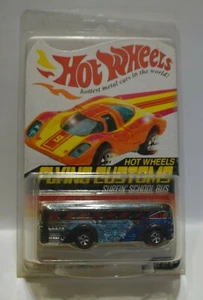 Hot Wheels
hottest metal cars in the world!
HOT WHEELS
FLYING CUSTOMS
SURFIN' SCHOOL BUS